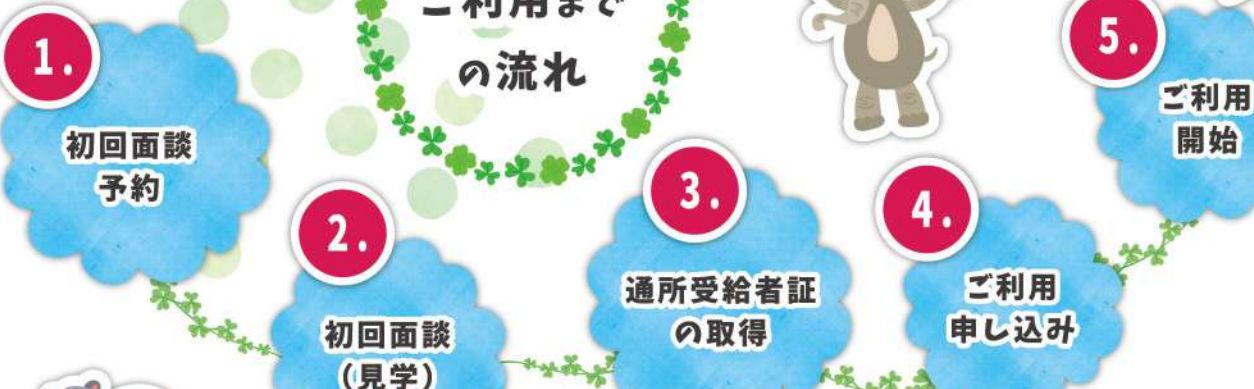 ご利用まで
の流れ
1.
初回面談
予約
2.
初回面談
(見学)
3.
通所受給者証
の取得
4.
ご利用
申し込み
5.
ご利用
開始